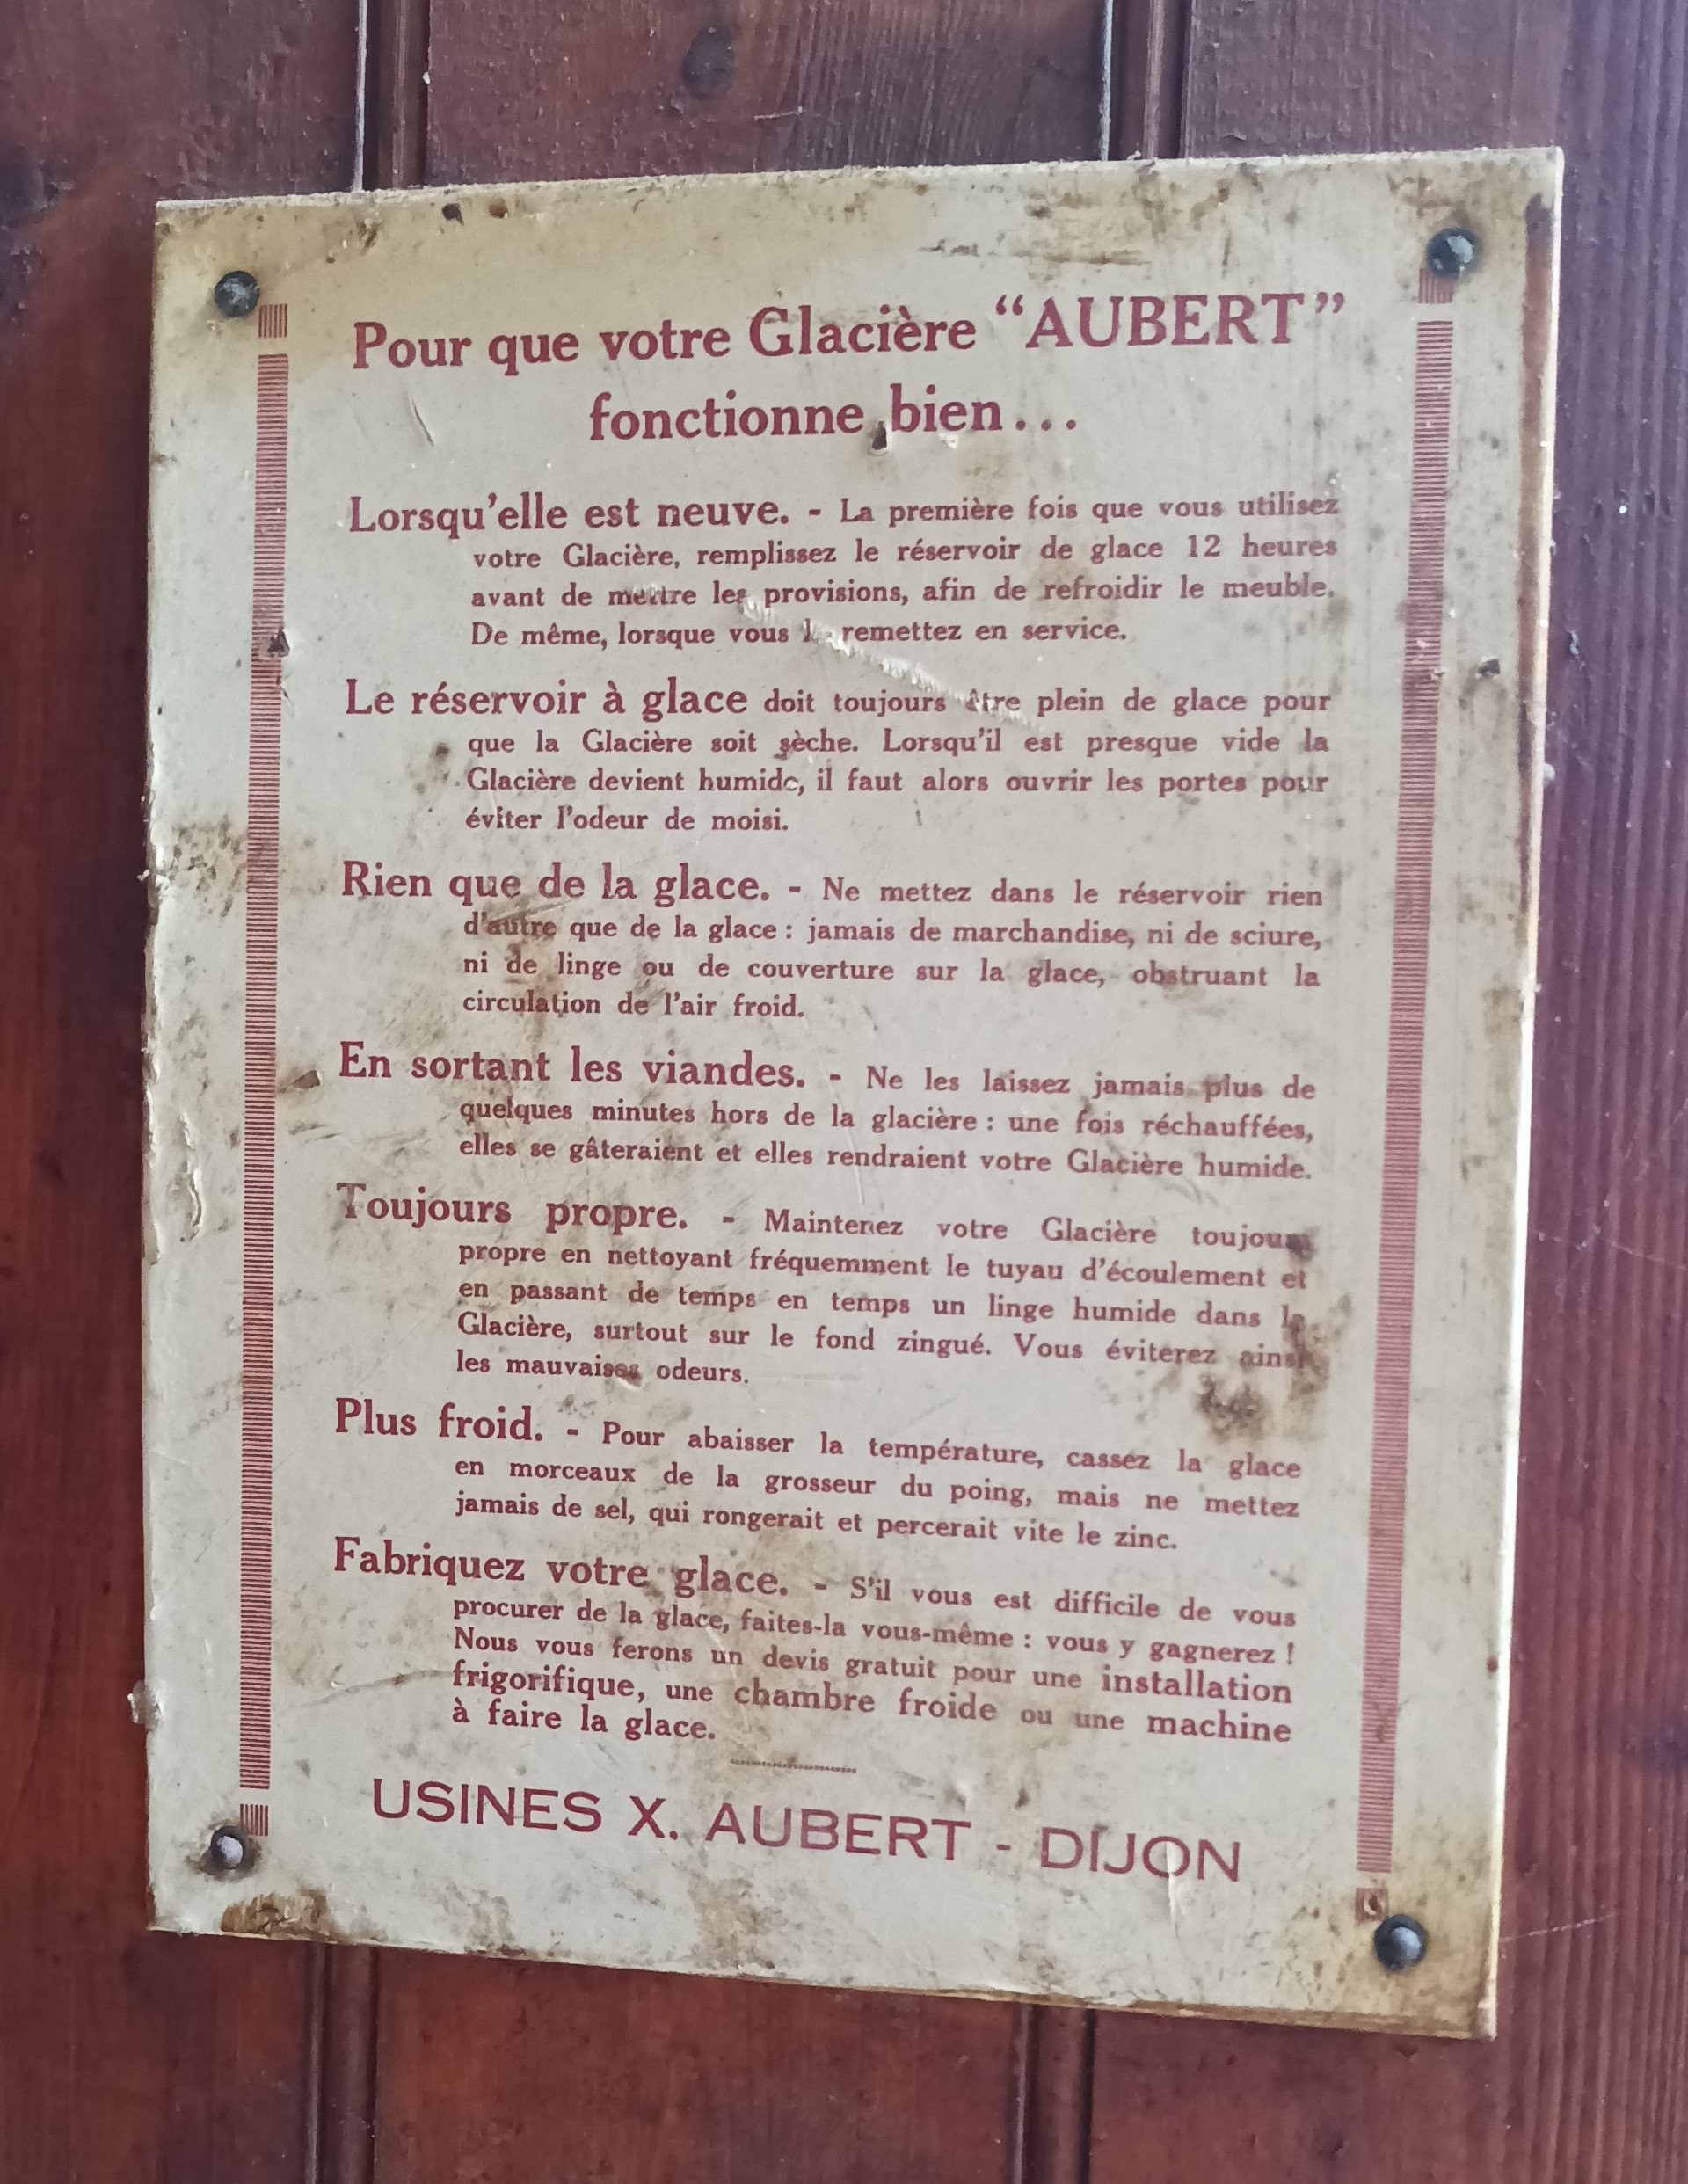 Pour que votre Glacière “AUBERT”
fonctionne bien...
Lorsqu'elle est neuve. - La première fois que vous utilisez
votre Glacière, remplissez le réservoir de glace 12 heures
avant de mettre les provisions, afin de refroidir le meuble.
De même, lorsque vous remettez en service.
Le réservoir à glace doit toujours être plein de glace pour
que la Glacière soit sèche. Lorsqu'il est presque vide la
Glacière devient humide, il faut alors ouvrir les portes pour
éviter l'odeur de moisi.
Rien que de la glace. - Ne mettez dans le réservoir rien
d'autre que de la glace : jamais de marchandise, ni de sciure,
ni de linge ou de couverture sur la glace, obstruant la
circulation de l'air froid.
En sortant les viandes. - Ne les laissez jamais plus de
quelques minutes hors de la glacière : une fois réchauffées,
elles se gâteraient et elles rendraient votre Glacière humide.
Toujours propre. - Maintenez votre Glacière toujours
propre en nettoyant fréquemment le tuyau d'écoulement et
en passant de temps en temps un linge humide dans la
Glacière, surtout sur le fond zingué. Vous éviterez ainsi
les mauvaises odeurs.
Plus froid. - Pour abaisser la température, cassez la glace
en morceaux de la grosseur du poing, mais ne mettez
jamais de sel, qui rongerait et percerait vite le zinc.
Fabriquez votre glace. - S'il vous est difficile de vous
procurer de la glace, faites-la vous-même : vous y gagnerez !
Nous vous ferons un devis gratuit pour une installation
frigorifique, une chambre froide ou une machine
à faire la glace.
USINES X. AUBERT - DIJON